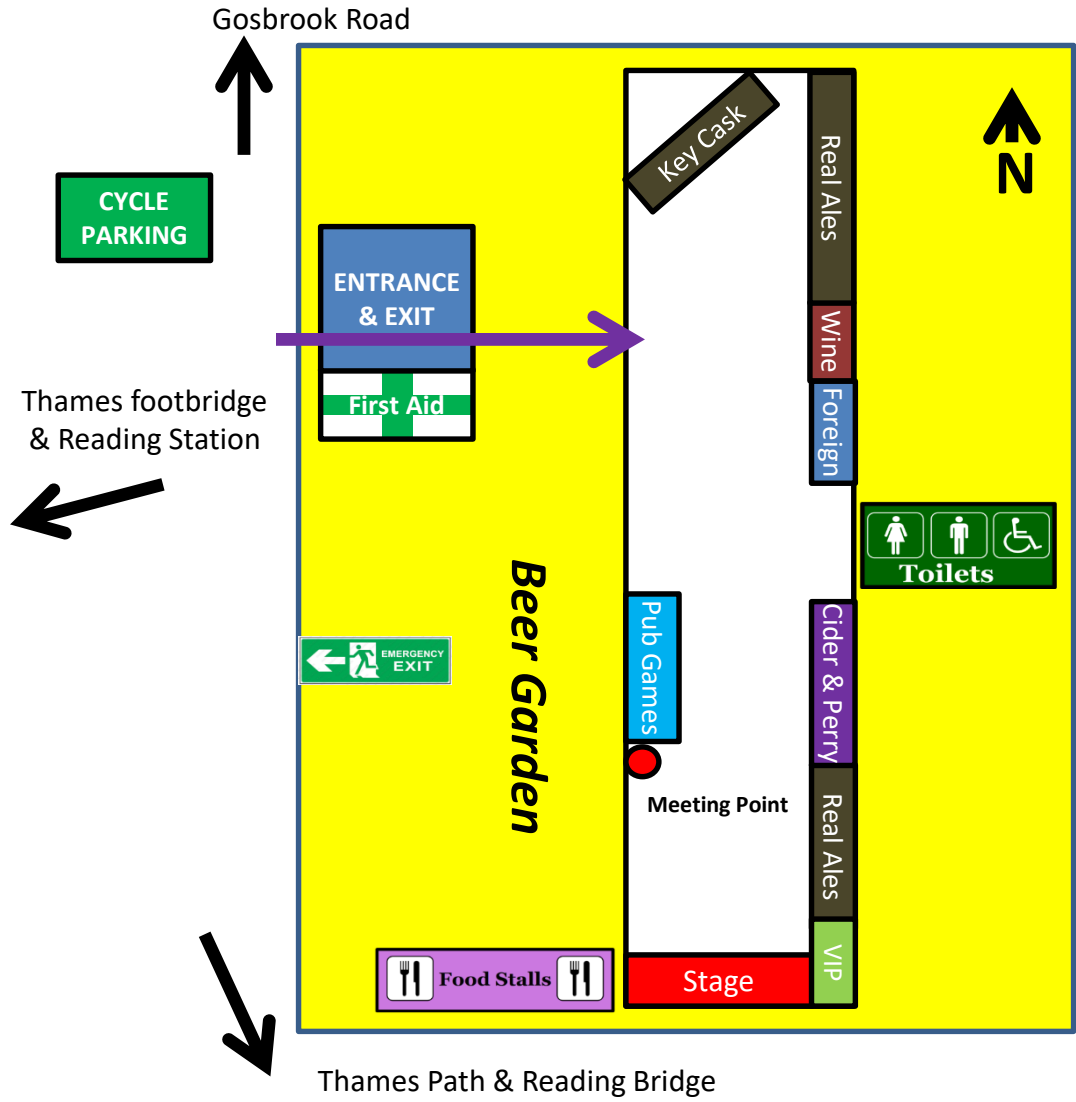 Gosbrook Road
Key Cask
Real Ales
N
CYCLE
PARKING
ENTRANCE
& EXIT
Wine
First Aid
Foreign
Thames footbridge
& Reading Station
Toilets
Beer Garden
Pub Games
Cider & Perry
EMERGENCY
EXIT
Meeting Point
Real Ales
VIP
Food Stalls
Stage
Thames Path & Reading Bridge